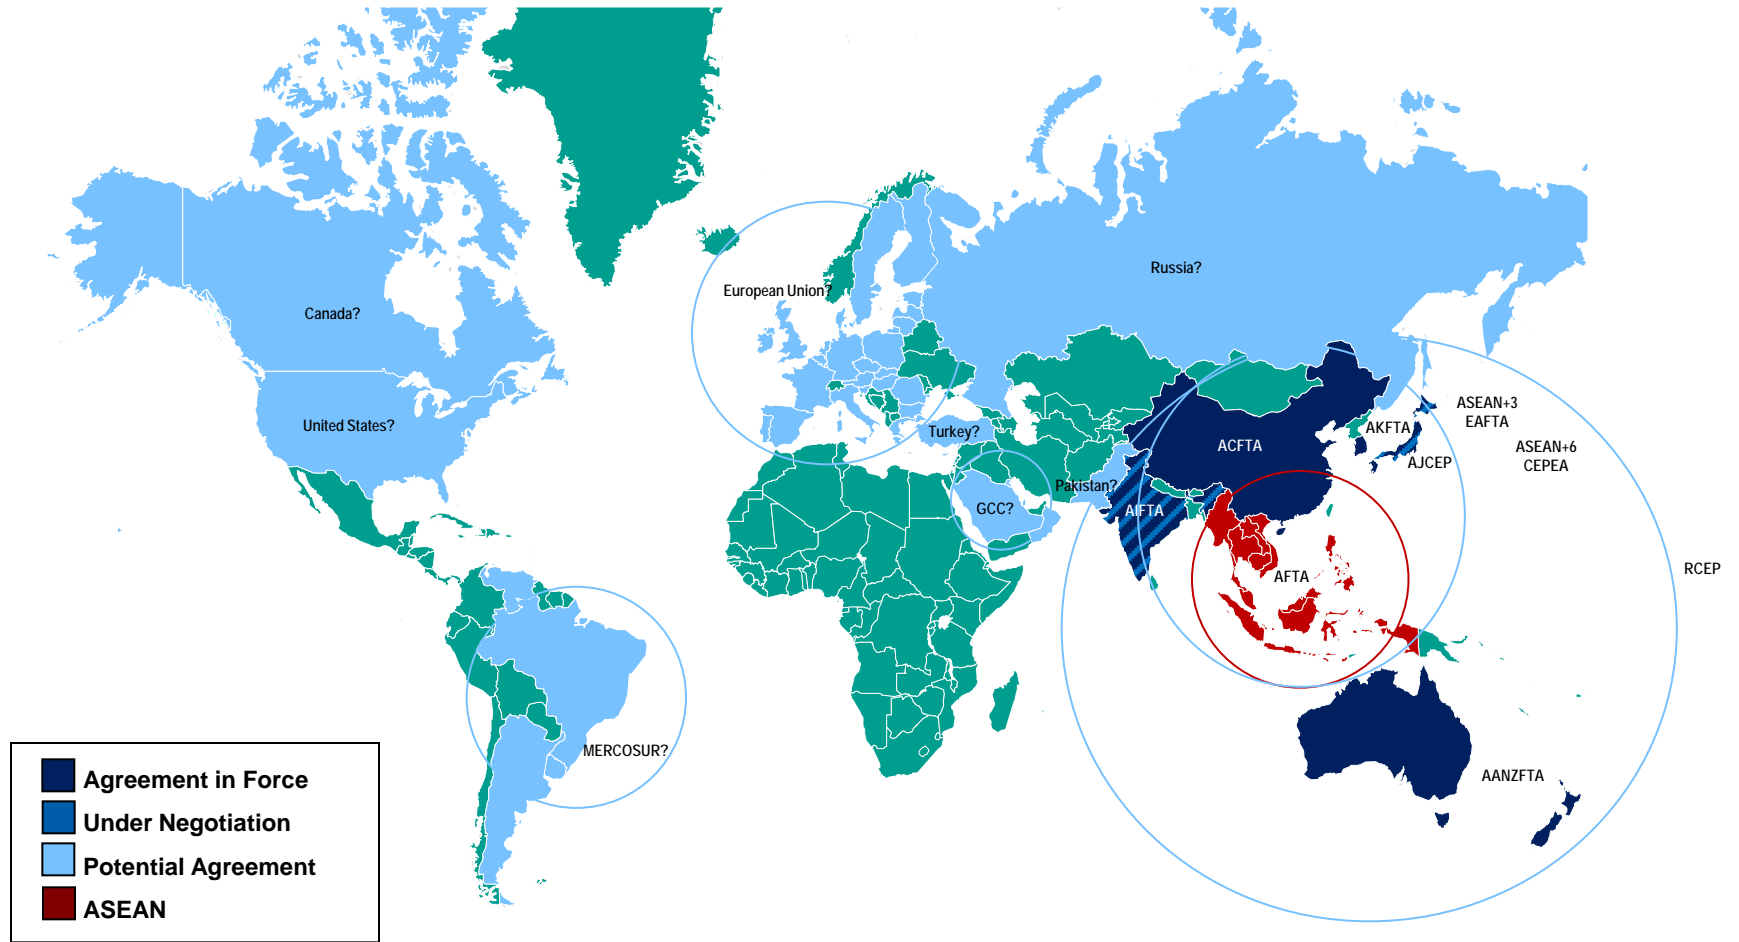 Russia?
European Union?
Canada?
ASEAN+3
EAFTA
United States?
Turkey?
AKFTA
ACFTA
ASEAN+6
CEPEA
AJCEP
Pakistan?
GCC?
AIFTA
RCEP
AFTA
MERCOSUR?
AANZFTA
Agreement in Force
Under Negotiation
Potential Agreement
ASEAN